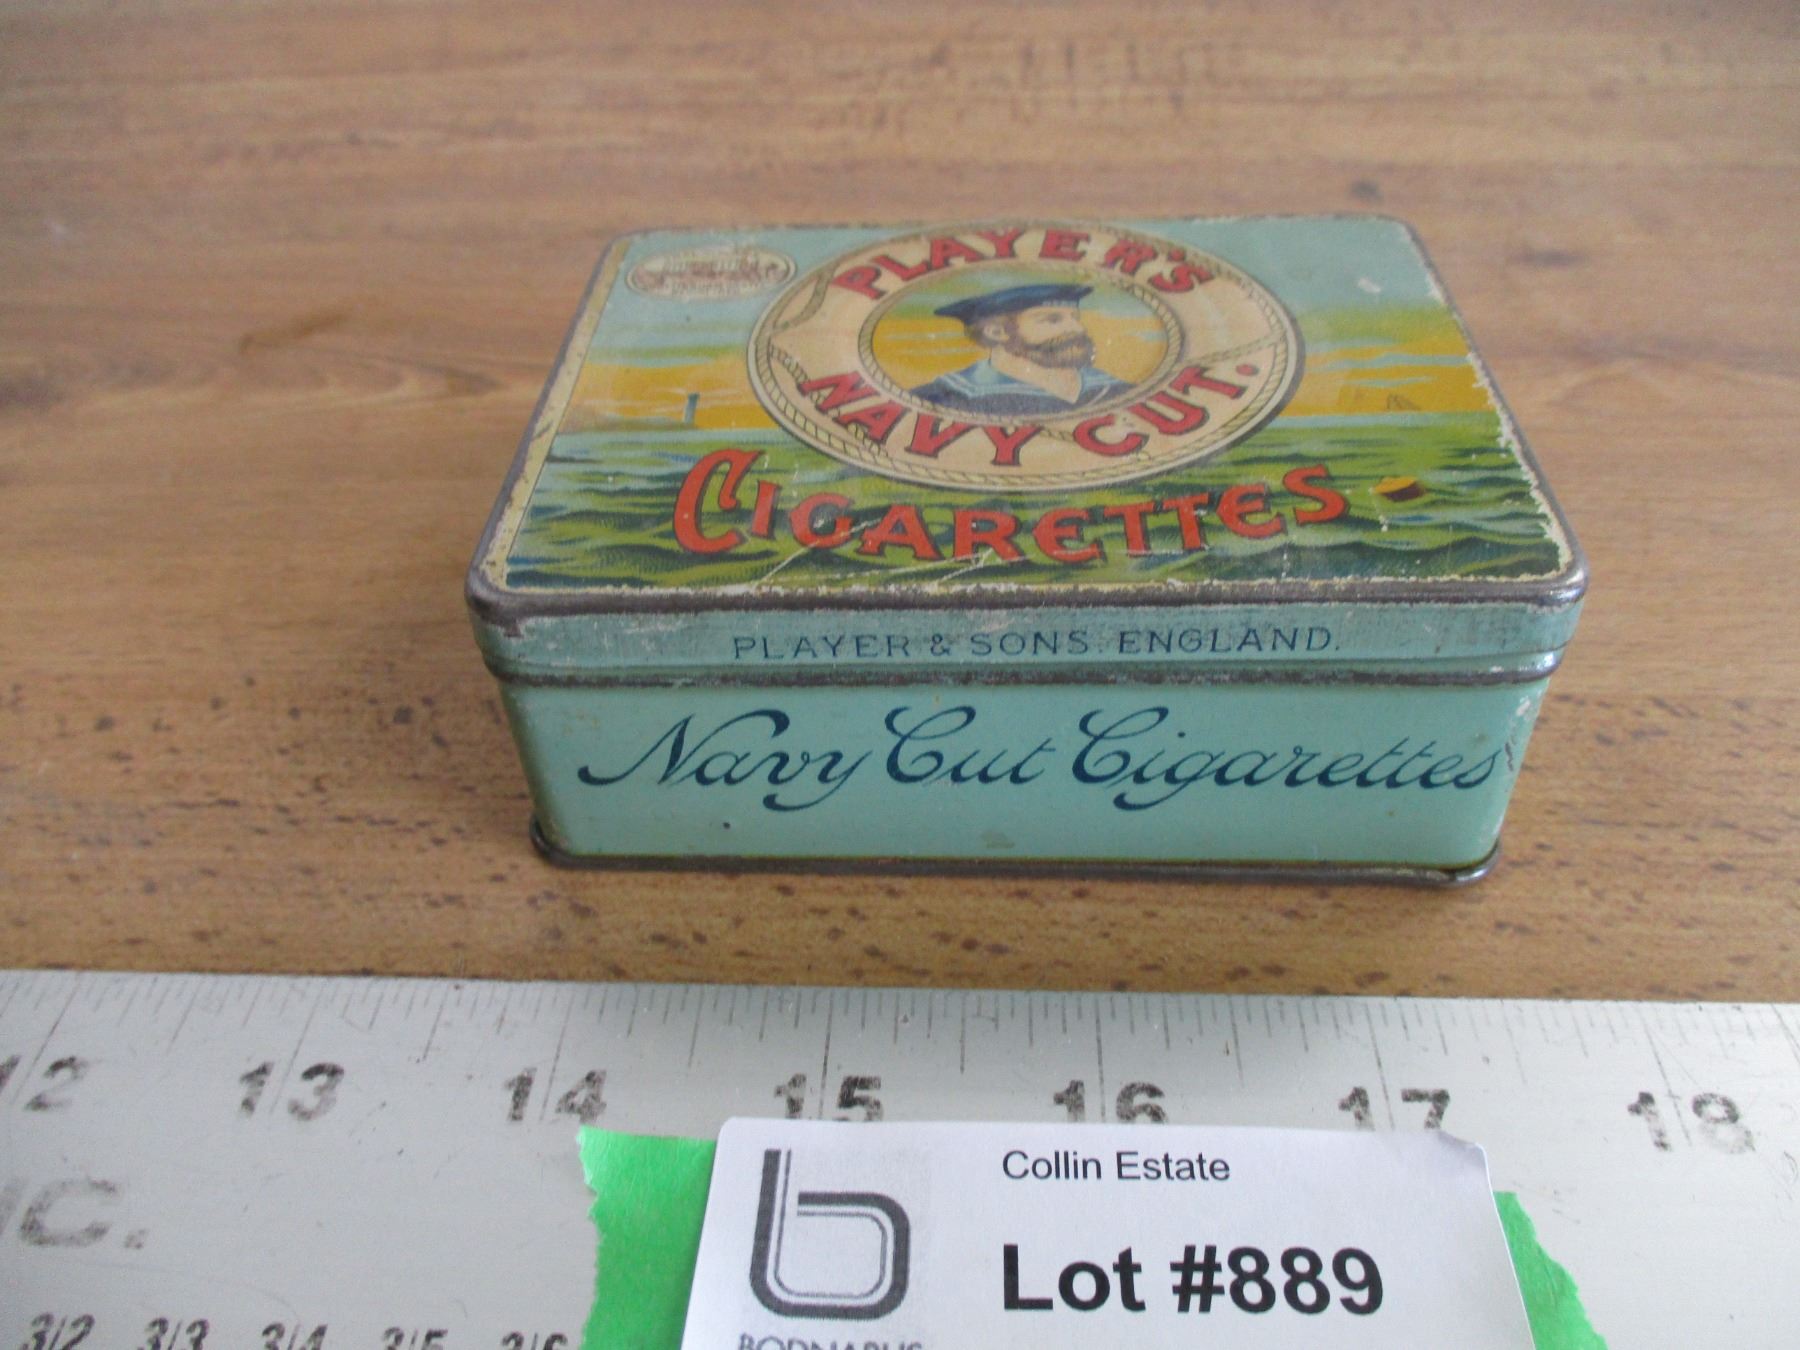 PLAYER'S
NAVY CUT.
CIGARETTES
PLAYER & SONS. ENGLAND.
Navy Cut Cigarettes
12 13 14 15 16 17 18
Collin Estate
Lot #889